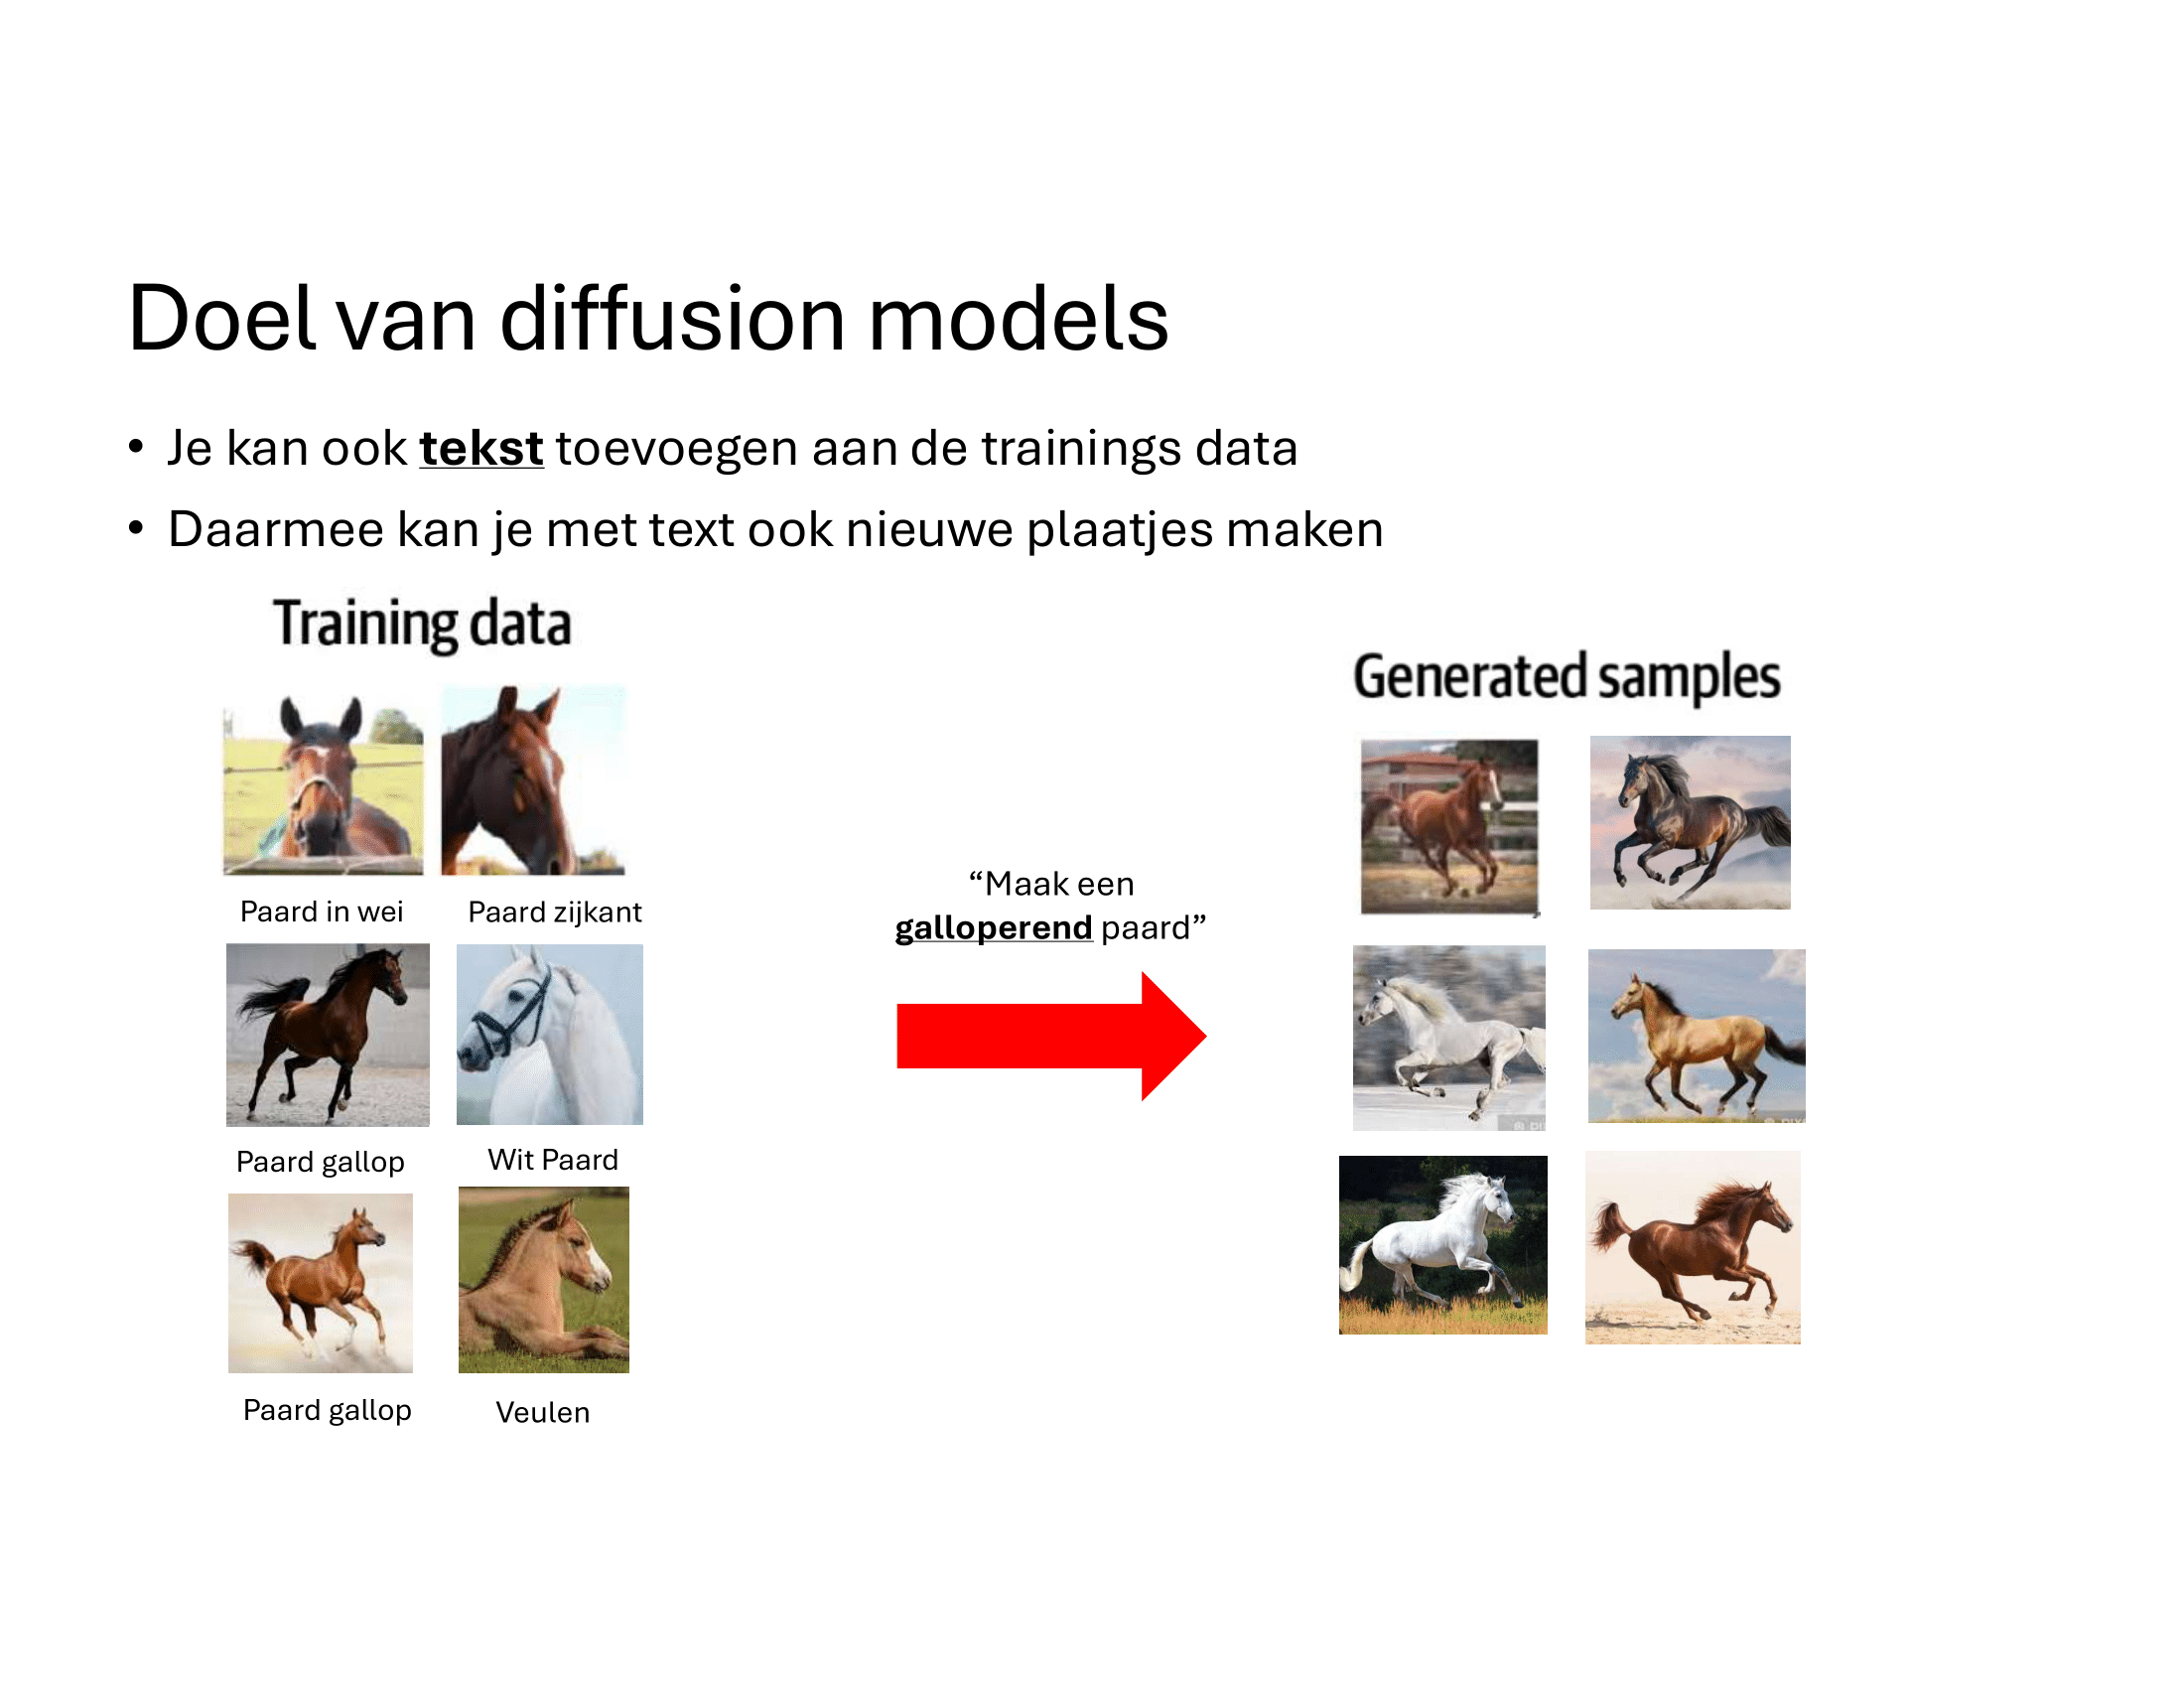 Doel van diffusion models
• Je kan ook tekst toevoegen aan de trainings data
• Daarmee kan je met text ook nieuwe plaatjes maken
Training data
Paard in wei
Paard zijkant
Paard gallop
Wit Paard
Paard gallop
Veulen
“Maak een
galloperend paard”
Generated samples